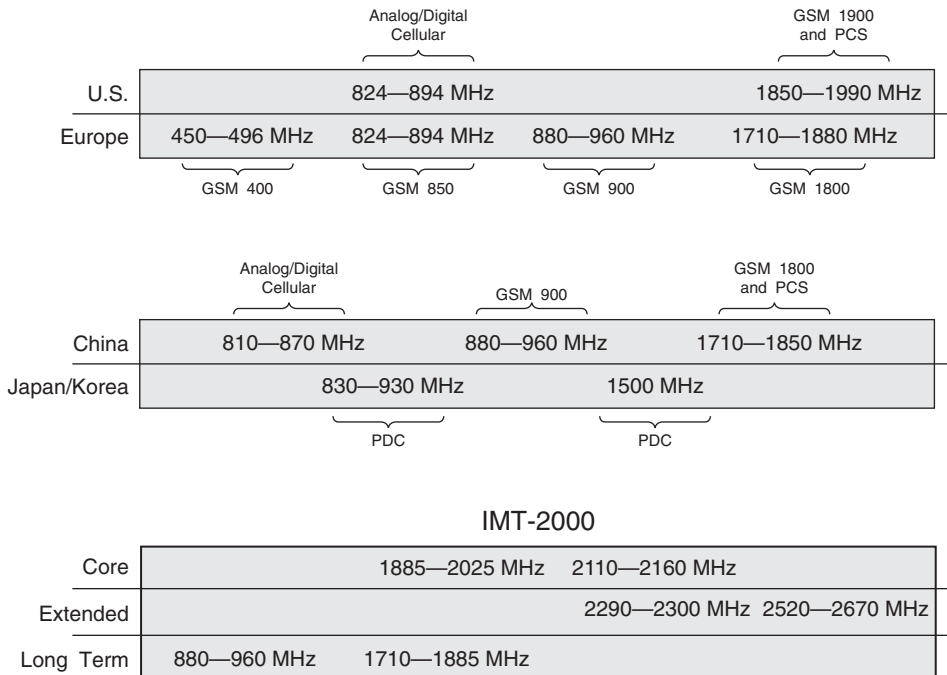 Analog/Digital
Cellular
GSM 1900
and PCS
U.S. 824—894 MHz 1850—1990 MHz
Europe 450—496 MHz 824—894 MHz 880—960 MHz 1710—1880 MHz
GSM 400 GSM 850 GSM 900 GSM 1800
Analog/Digital
Cellular
GSM 900
GSM 1800
and PCS
China 810—870 MHz 880—960 MHz 1710—1850 MHz
Japan/Korea 830—930 MHz 1500 MHz
PDC PDC
IMT-2000
Core 1885—2025 MHz 2110—2160 MHz
Extended 2290—2300 MHz 2520—2670 MHz
Long Term 880—960 MHz 1710—1885 MHz